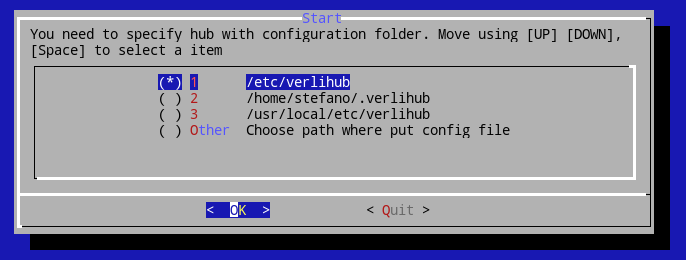 Start
You need to specify hub with configuration folder. Move using [UP] [DOWN],
[Space] to select a item
(*) 1 /etc/verlihub
( ) 2 /home/stefano/.verlihub
( ) 3 /usr/local/etc/verlihub
( ) Other Choose path where put config file
< OK > < Quit >